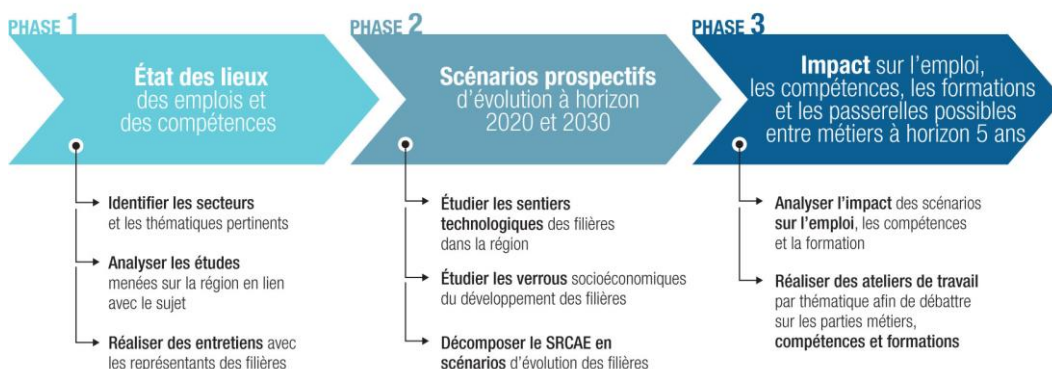 PHASE 1
État des lieux
des emplois et
des compétences
Identifier les secteurs
et les thématiques pertinents
Analyser les études
menées sur la région en lien
avec le sujet
Réaliser des entretiens avec
les représentants des filières
PHASE 2
Scénarios prospectifs
d'évolution à horizon
2020 et 2030
Étudier les sentiers
technologiques des filières
dans la région
Étudier les verrous socioéconomiques
du développement des filières
Décomposer le SRCAE en
scénarios d'évolution des filières
PHASE 3
Impact sur l'emploi,
les compétences, les formations
et les passerelles possibles
entre métiers à horizon 5 ans
Analyser l'impact des scénarios
sur l'emploi, les compétences
et la formation
Réaliser des ateliers de travail
par thématique afin de débattre
sur les parties métiers,
compétences et formations